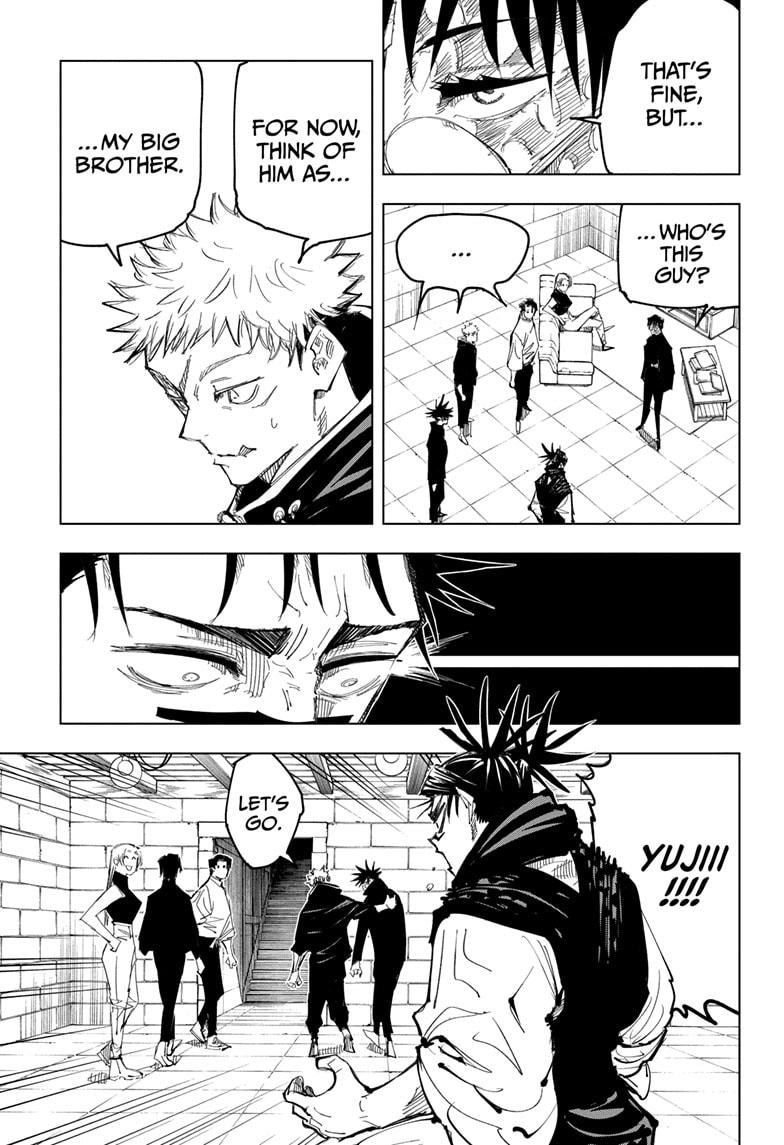 THAT'S
FINE,
BUT...
...WHO'S
THIS
GUY?
...
FOR NOW,
THINK OF
HIM AS...
...MY BIG
BROTHER.
YUJIII
!!!!
LET'S
GO.